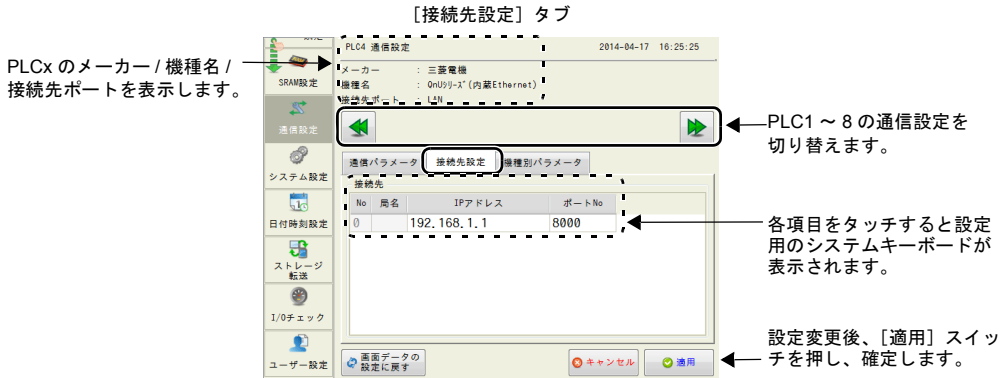 ［接続先設定］タブ
PLCx のメーカー / 機種名 /
接続先ポートを表示します。
PLC4 通信設定
2014-04-17 16:25:25
メーカー : 三菱電機
機種名 : QnUｼﾘｰｽﾞ(内蔵Ethernet)
接続先ポート : LAN
PLC1 ～ 8 の通信設定を
切り替えます。
SRAM設定
通信設定
システム設定
日付時刻設定
ストレージ
転送
I/Oチェック
ユーザー設定
通信パラメータ 接続先設定 機種別パラメータ
接続先
No 局名 IPアドレス ポートNo
0 192.168.1.1 8000
各項目をタッチすると設定
用のシステムキーボードが
表示されます。
画面データの
設定に戻す
キャンセル
適用
設定変更後、［適用］スイッ
チを押し、確定します。